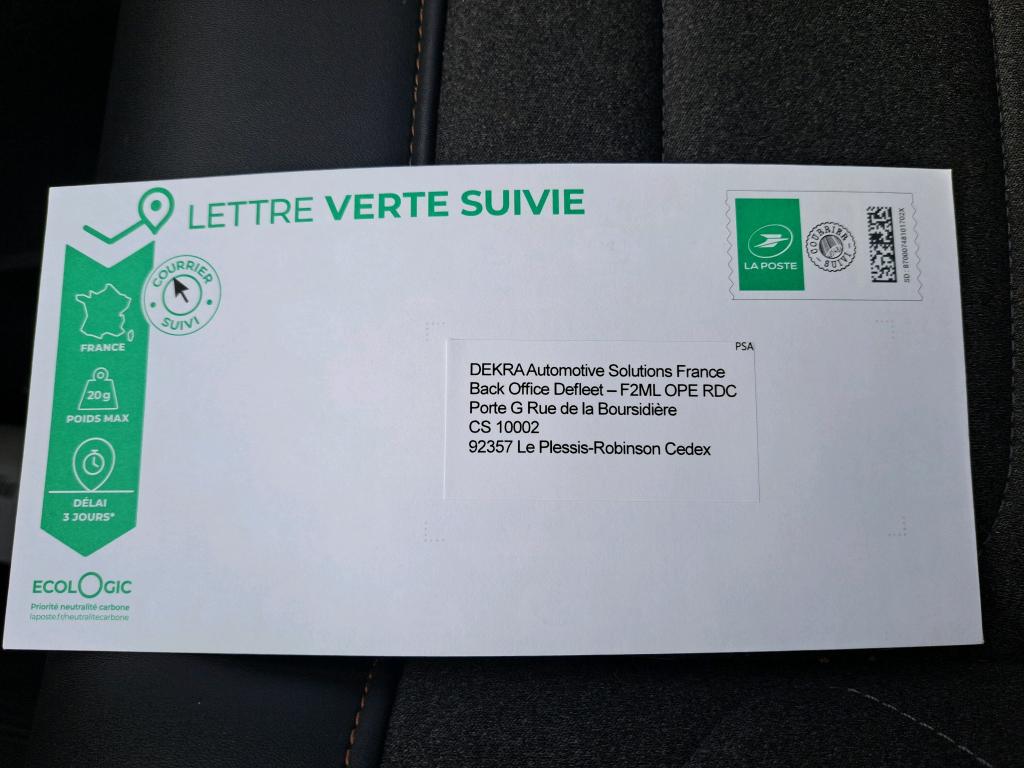 LETTRE VERTE SUIVIE
COURRIER
SUIVI
FRANCE
20g
POIDS MAX
DÉLAI
3 JOURS*
ECOLOGIC
Priorité neutralité carbone
laposte.fr/neutralitecarbone
LA POSTE
COURRIER
SUIVI
SD : 87000748101702X
PSA
DEKRA Automotive Solutions France
Back Office Defleet – F2ML OPE RDC
Porte G Rue de la Boursidière
CS 10002
92357 Le Plessis-Robinson Cedex